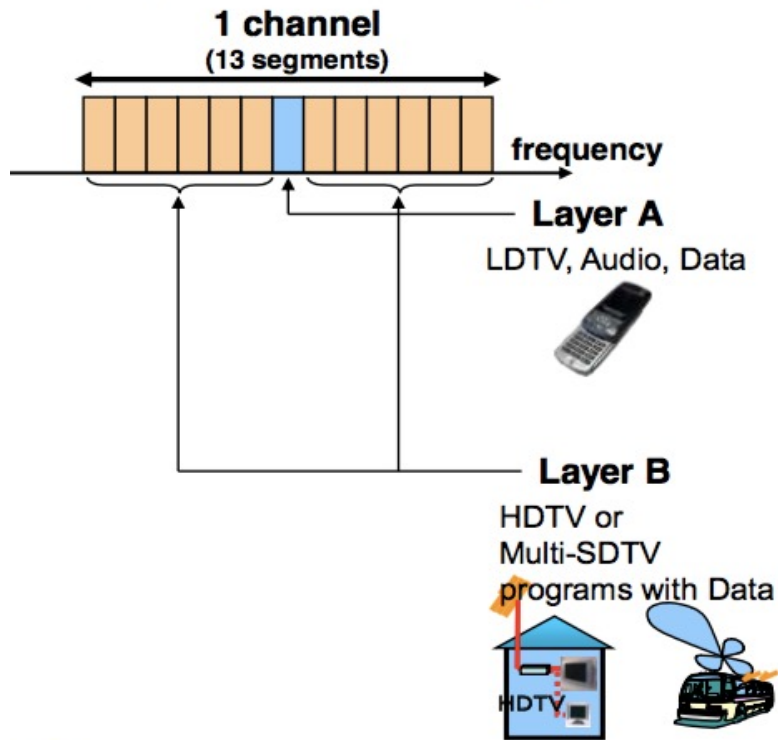 1 channel
(13 segments)
frequency
Layer A
LDTV, Audio, Data
Layer B
HDTV or
Multi-SDTV
programs with Data
HDTV